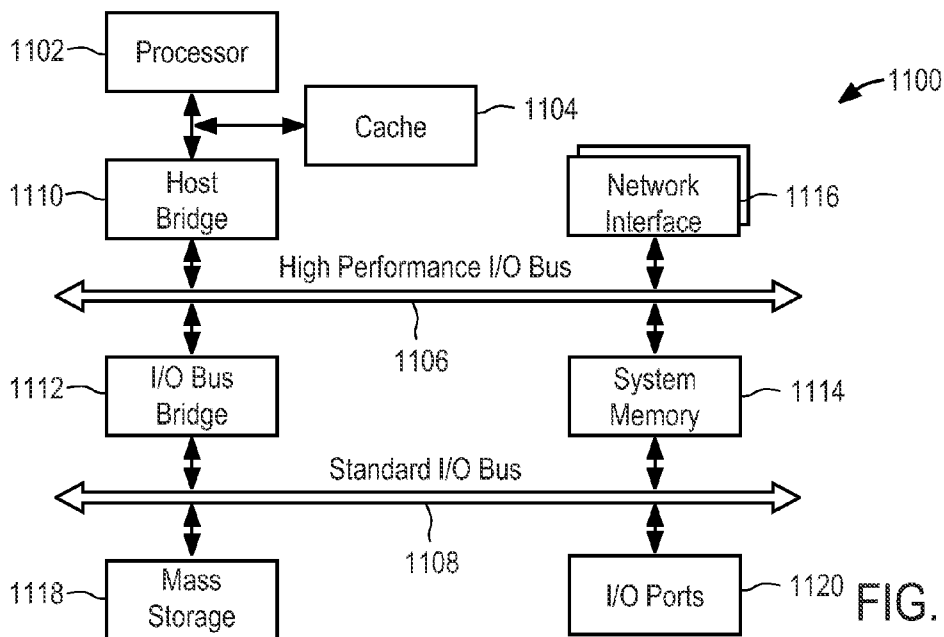 1102
Processor
1100
Cache
1104
1110
Host
Bridge
Network
Interface
1116
High Performance I/O Bus
1106
1112
I/O Bus
Bridge
System
Memory
1114
Standard I/O Bus
1108
1118
Mass
Storage
I/O Ports
1120
FIG.